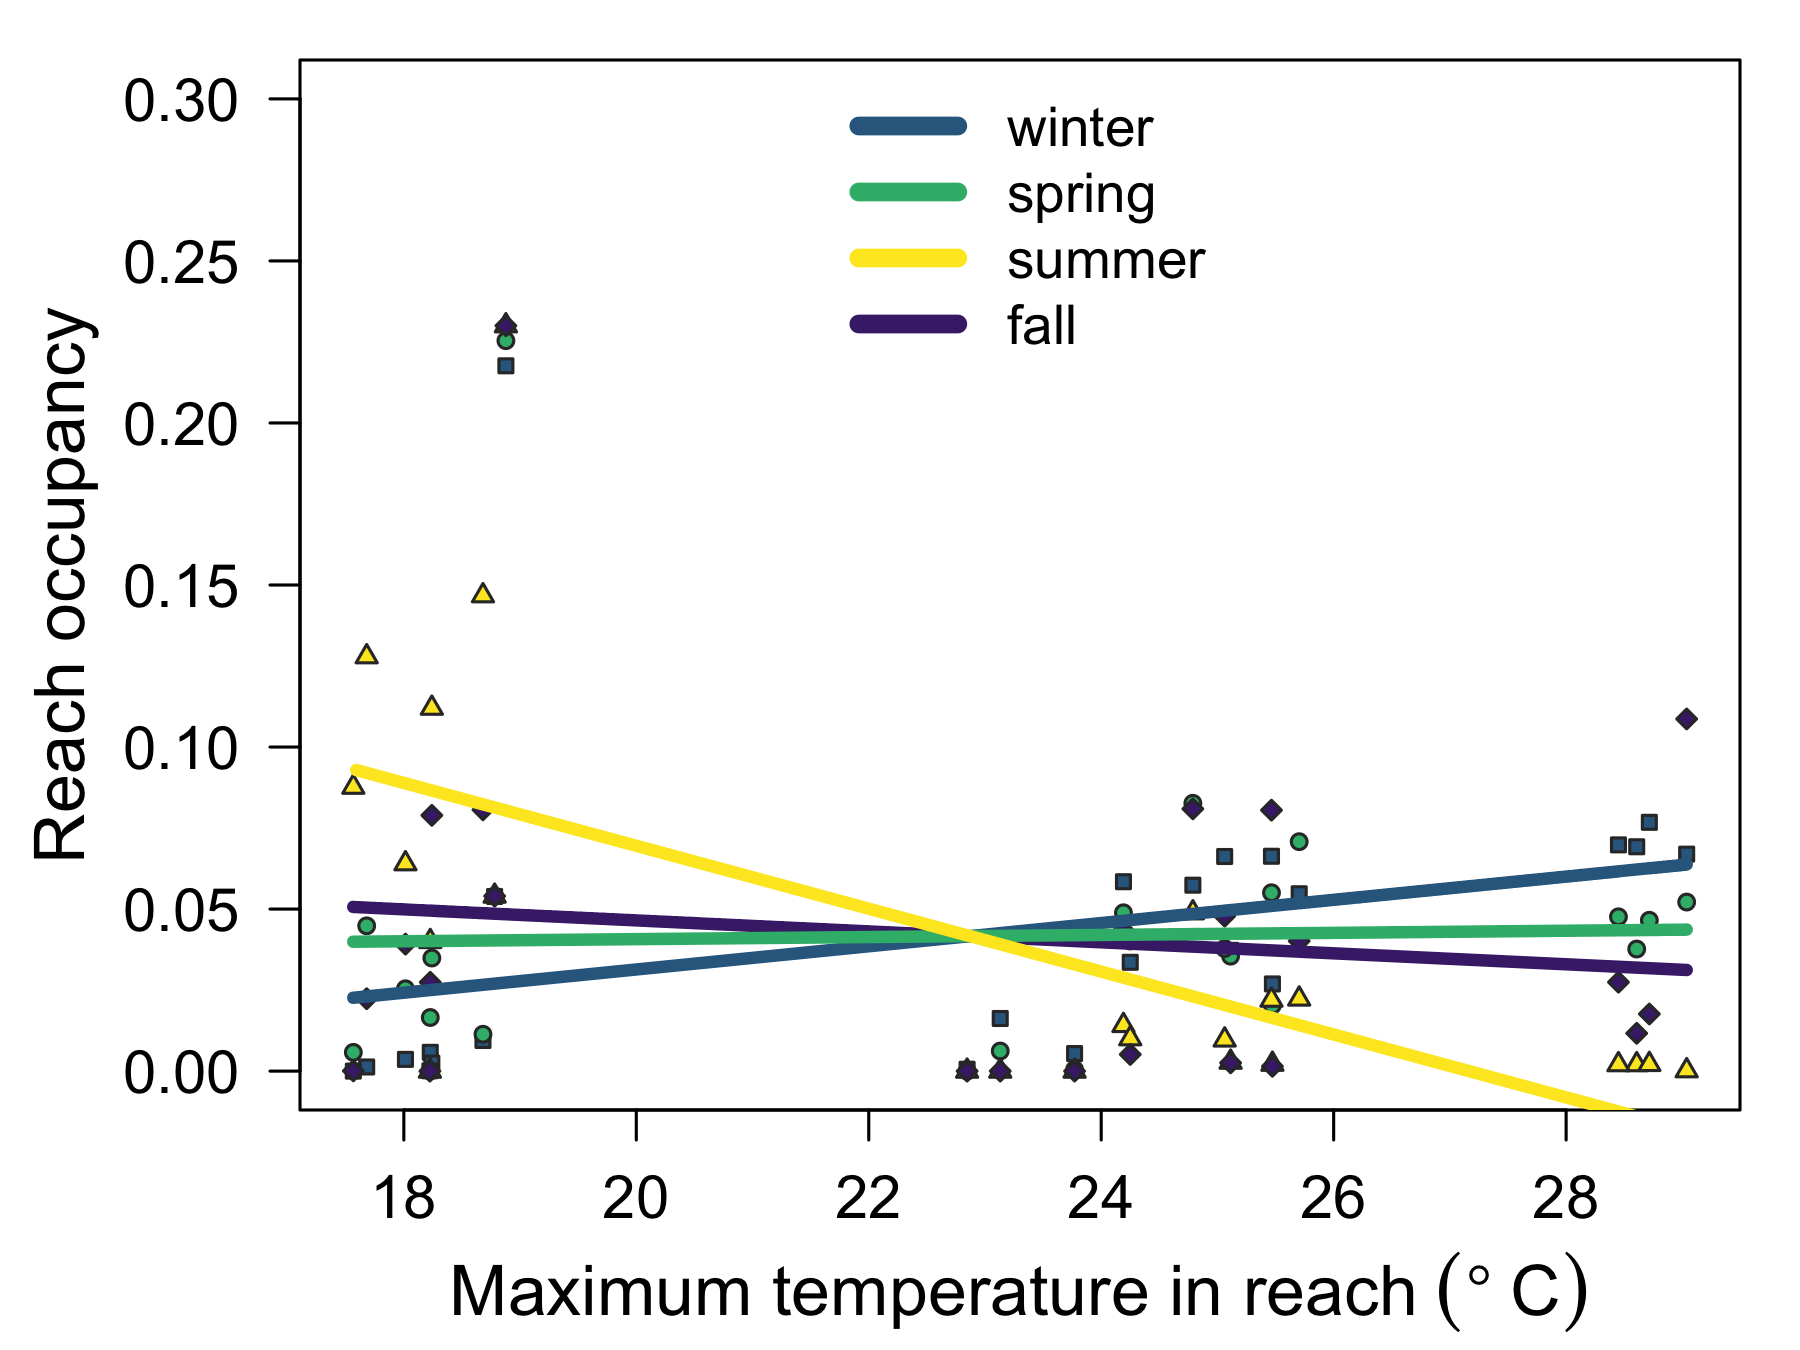 0.30
0.25
0.20
0.15
0.10
0.05
0.00
Reach occupancy
winter
spring
summer
fall
18 20 22 24 26 28
Maximum temperature in reach (° C)